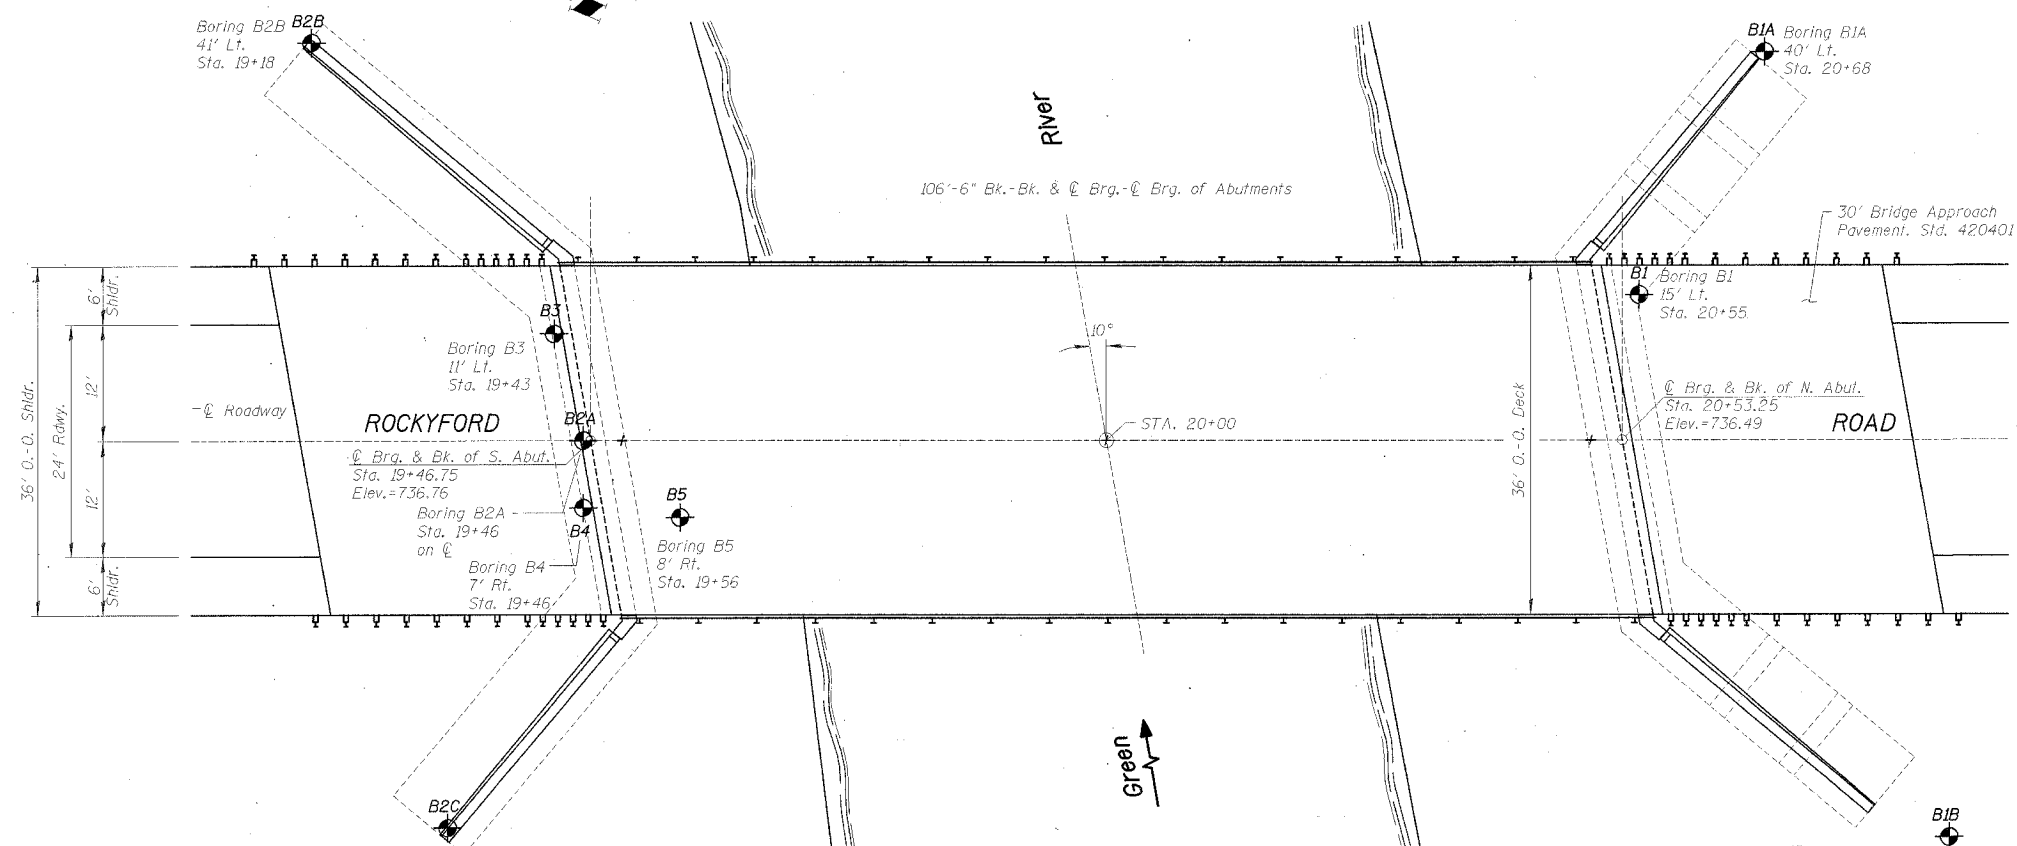 B2B
Boring B2B
41' Lt.
Sta. 19+18
B1A
Boring B1A
40' Lt.
Sta. 20+68
River
106'-6" Bk.-Bk. & ℄ Brg.-℄ Brg. of Abutments
30' Bridge Approach
Pavement. Std. 420401
B1
Boring B1
15' Lt.
Sta. 20+55
6'
Shldr.
B3
Boring B3
11' Lt.
Sta. 19+43
10°
36' O.-O. Shldr.
24' Rdwy.
12'
12'
℄ Roadway
ROCKYFORD
B2A
STA. 20+00
36' O.-O. Deck
℄ Brg. & Bk. of N. Abut.
Sta. 20+53.25
Elev.=736.49
ROAD
℄ Brg. & Bk. of S. Abut.
Sta. 19+46.75
Elev.=736.76
Boring B2A
Sta. 19+46
on ℄
B4
B5
Boring B5
8' Rt.
Sta. 19+56
Boring B4
7' Rt.
Sta. 19+46
6'
Shldr.
Green
B2C
B1B